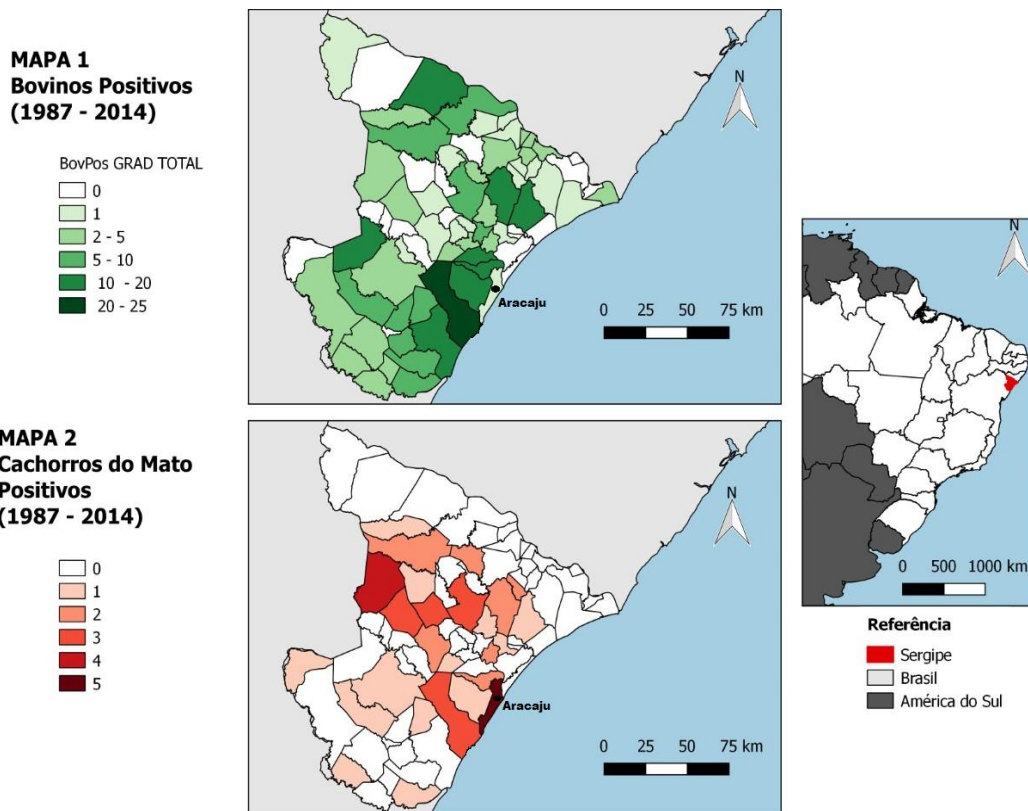 MAPA 1
Bovinos Positivos
(1987 - 2014)
BovPos GRAD TOTAL
0
1
2 - 5
5 - 10
10 - 20
20 - 25
N
Aracaju
0 25 50 75 km
MAPA 2
Cachorros do Mato
Positivos
(1987 - 2014)
0
1
2
3
4
5
N
Aracaju
0 25 50 75 km
N
0 500 1000 km
Referência
Sergipe
Brasil
América do Sul